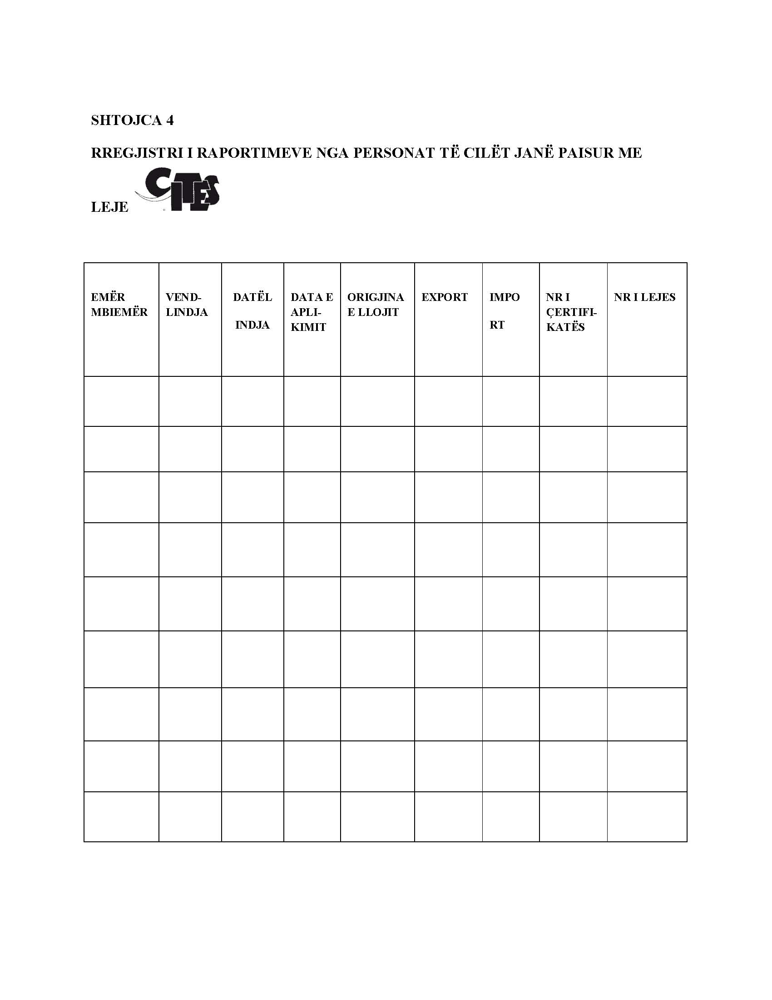 SHTOJCA 4
RREGJISTRI I RAPORTIMEVE NGA PERSONAT TË CILËT JANË PAISUR ME
LEJE CITES
EMËR
MBIEMËR
VEND-
LINDJA
DATËL
INDJA
DATA E
APLI-
KIMIT
ORIGJINA
E LLOJIT
EXPORT
IMPO
RT
NR I
ÇERTIFI-
KATËS
NR I LEJES